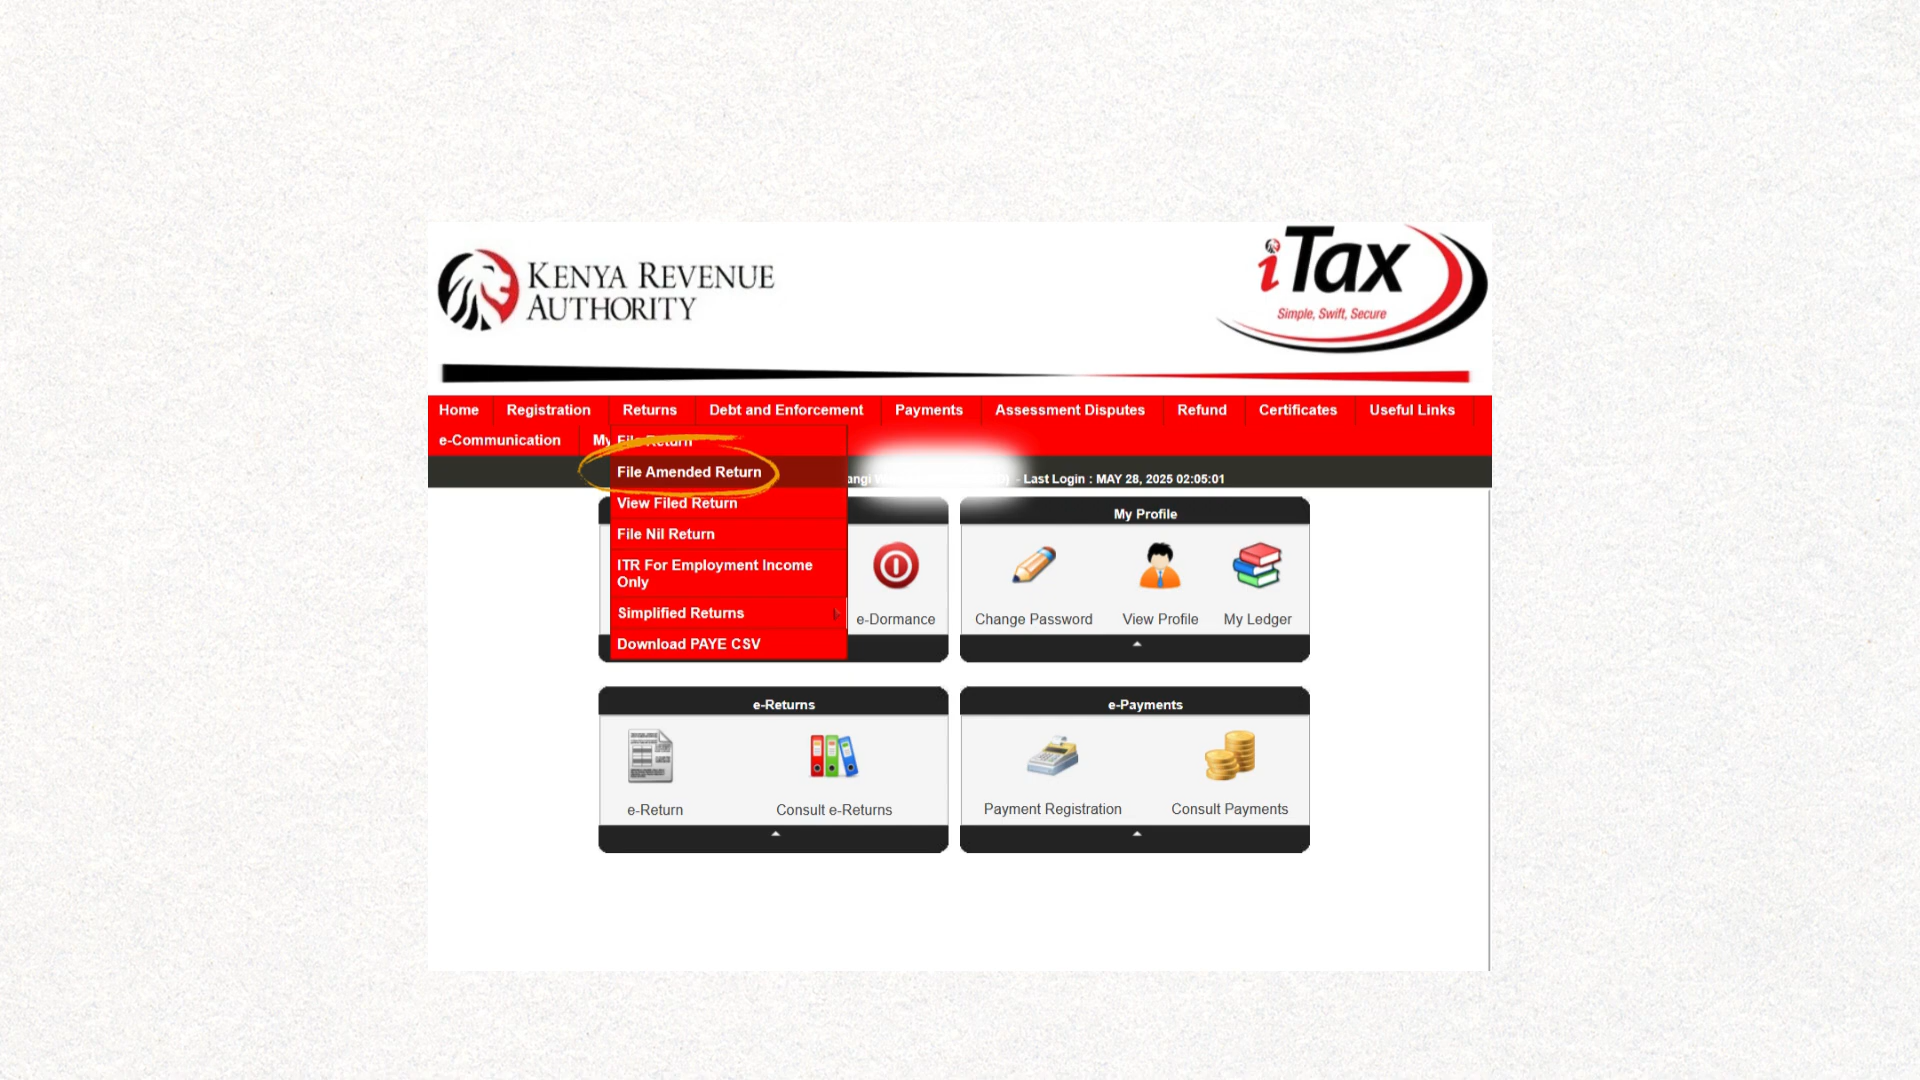 KENYA REVENUE
AUTHORITY
iTax
Simple, Swift, Secure
Home Registration Returns Debt and Enforcement Payments Assessment Disputes Refund Certificates Useful Links
e-Communication My
File Return
File Amended Return
View Filed Return
File Nil Return
ITR For Employment Income
Only
Simplified Returns
Download PAYE CSV
- Last Login : MAY 28, 2025 02:05:01
e-Dormance
My Profile
Change Password View Profile My Ledger
e-Returns
e-Return Consult e-Returns
e-Payments
Payment Registration Consult Payments